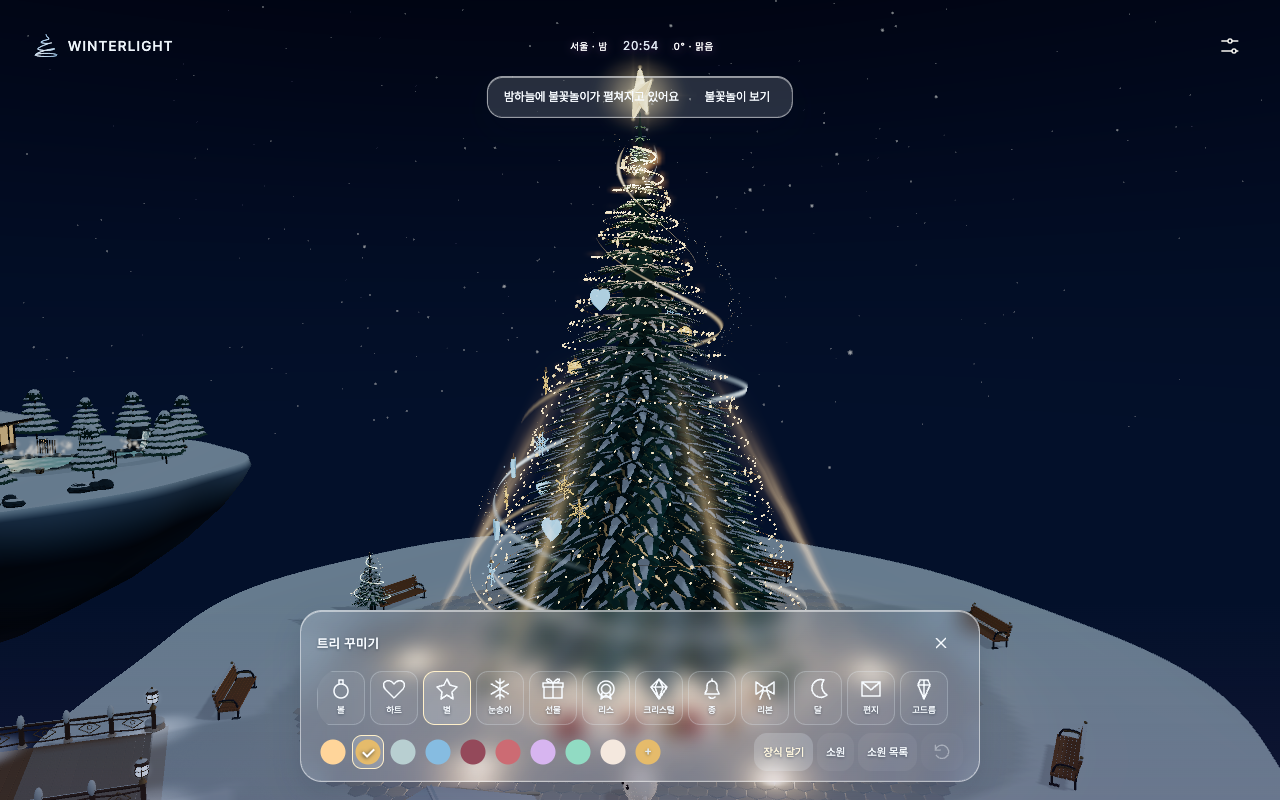 WINTERLIGHT
서울 · 밤 20:54 0° · 맑음
밤하늘에 불꽃놀이가 펼쳐지고 있어요 · 불꽃놀이 보기
트리 꾸미기
볼 하트 별 눈송이 선물 리스 크리스탈 종 리본 달 편지 고드름
장식 달기 소원 소원 목록